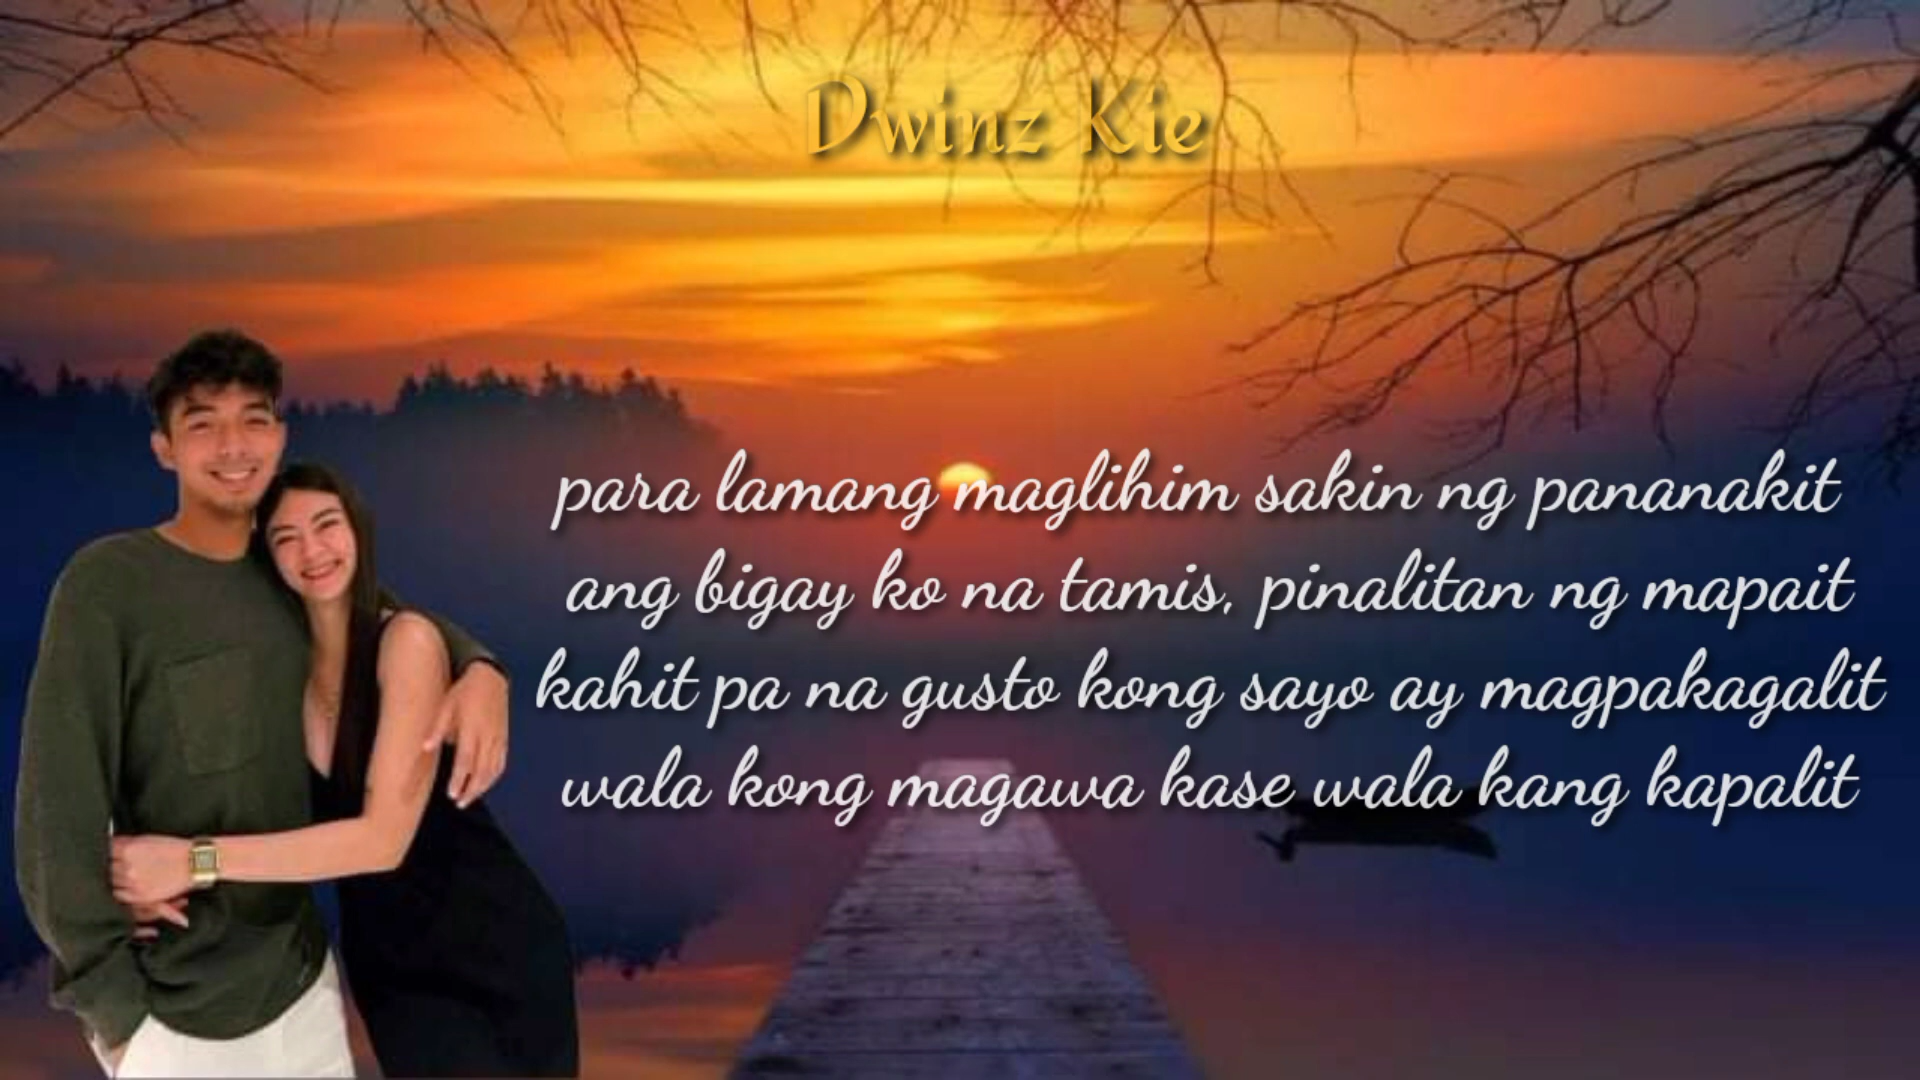 Dwinz Kie
para lamang maglihim sakin ng pananakit
ang bigay ko na tamis, pinalitan ng mapait
kahit pa na gusto kong sayo ay magpakagalit
wala kong magawa kase wala kang kapalit